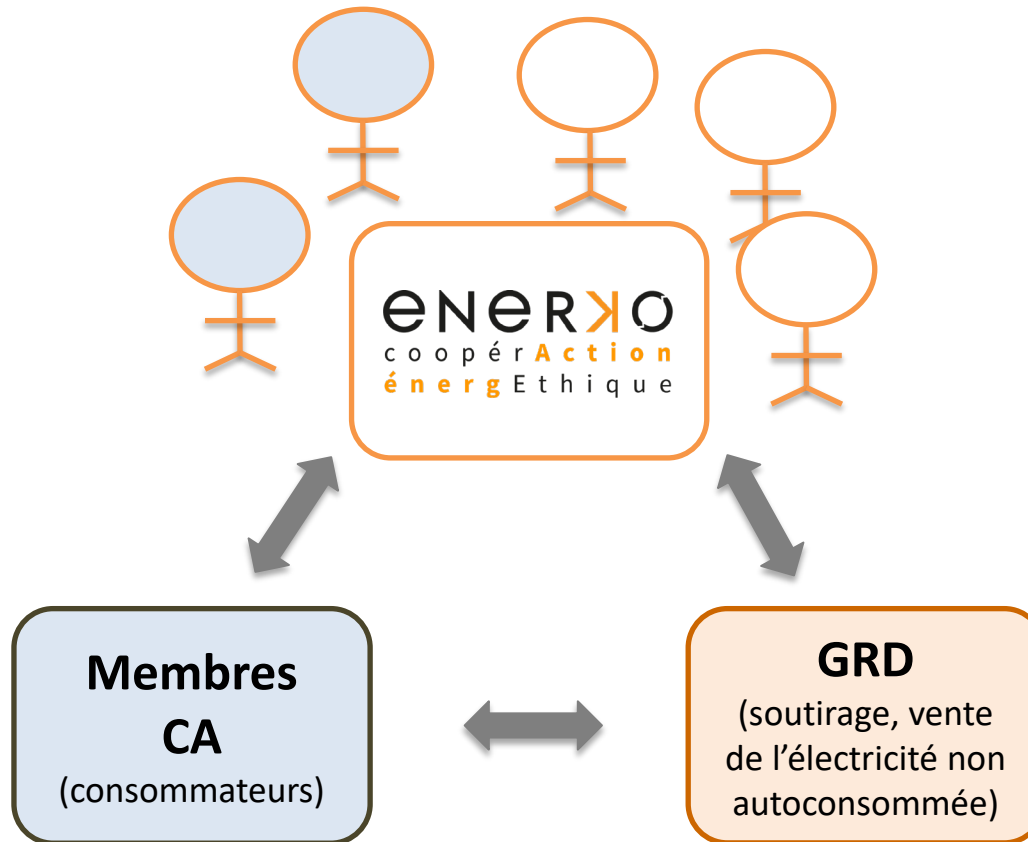 eNerko
coopérAction
énergEthique
Membres
CA
(consommateurs)
GRD
(soutirage, vente
de l’électricité non
autoconsommée)